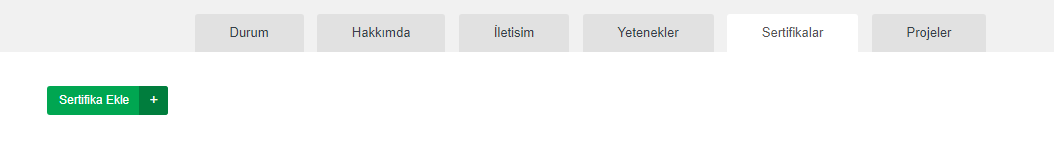 Durum Hakkımda İletisim Yetenekler Sertifikalar Projeler
Sertifika Ekle +